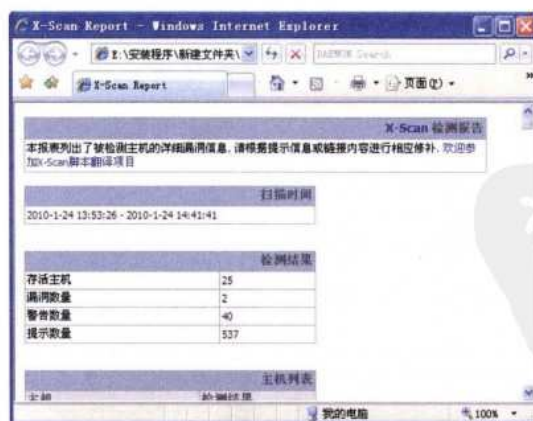 X-Scan Report - Windows Internet Explorer
E:\安装程序\新建文件夹\
X-Scan Report
页面(P)
X-Scan 检测报告
本报表列出了被检测主机的详细漏洞信息, 请根据提示信息或链接内容进行相应修补. 欢迎参
加X-Scan脚本翻译项目
扫描时间
2010-1-24 13:53:26 - 2010-1-24 14:41:41
检测结果
存活主机 25
漏洞数量 2
警告数量 40
提示数量 537
主机列表
主机 检测结果
我的电脑 100%